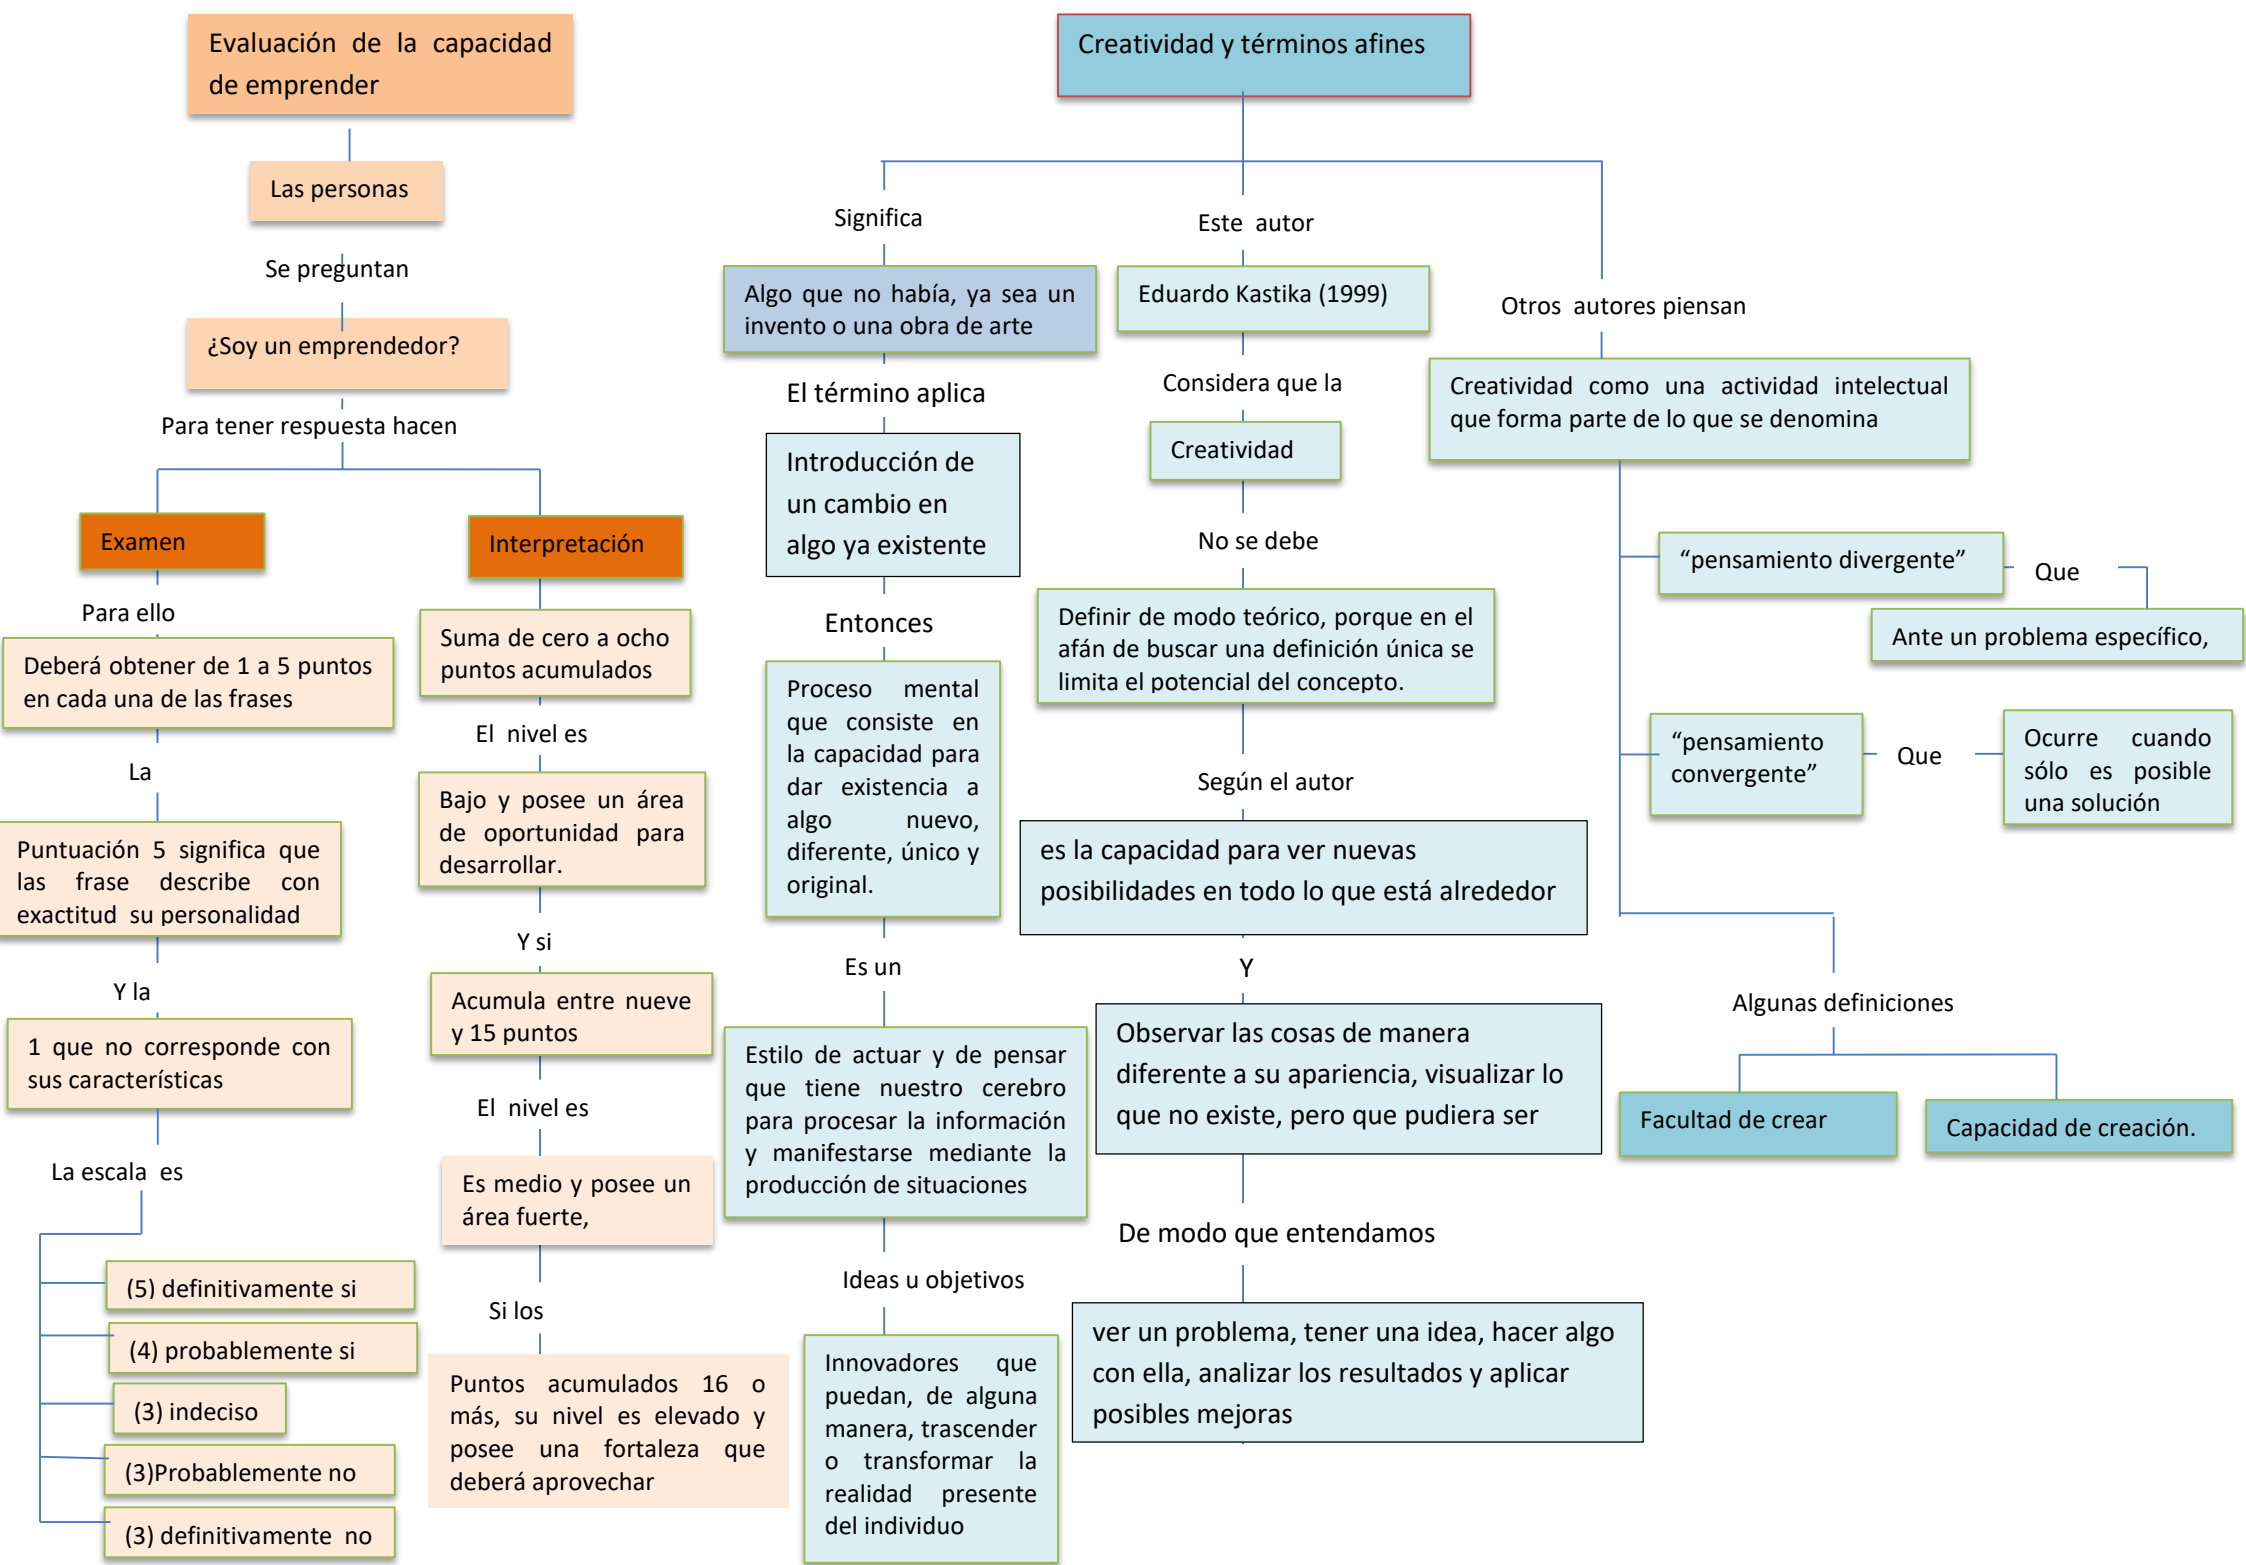 Evaluación de la capacidad
de emprender
Las personas
Se preguntan
¿Soy un emprendedor?
Para tener respuesta hacen
Examen
Para ello
Deberá obtener de 1 a 5 puntos
en cada una de las frases
La
Puntuación 5 significa que
las frase describe con
exactitud su personalidad
Y la
1 que no corresponde con
sus características
La escala es
(5) definitivamente si
(4) probablemente si
(3) indeciso
(3)Probablemente no
(3) definitivamente no
Interpretación
Suma de cero a ocho
puntos acumulados
El nivel es
Bajo y posee un área
de oportunidad para
desarrollar.
Y si
Acumula entre nueve
y 15 puntos
El nivel es
Es medio y posee un
área fuerte,
Si los
Puntos acumulados 16 o
más, su nivel es elevado y
posee una fortaleza que
deberá aprovechar
Creatividad y términos afines
Significa
Algo que no había, ya sea un
invento o una obra de arte
El término aplica
Introducción de
un cambio en
algo ya existente
Entonces
Proceso mental
que consiste en
la capacidad para
dar existencia a
algo nuevo,
diferente, único y
original.
Es un
Estilo de actuar y de pensar
que tiene nuestro cerebro
para procesar la información
y manifestarse mediante la
producción de situaciones
Ideas u objetivos
Innovadores que
puedan, de alguna
manera, trascender
o transformar la
realidad presente
del individuo
Este autor
Eduardo Kastika (1999)
Considera que la
Creatividad
No se debe
Definir de modo teórico, porque en el
afán de buscar una definición única se
limita el potencial del concepto.
Según el autor
es la capacidad para ver nuevas
posibilidades en todo lo que está alrededor
Y
Observar las cosas de manera
diferente a su apariencia, visualizar lo
que no existe, pero que pudiera ser
De modo que entendamos
ver un problema, tener una idea, hacer algo
con ella, analizar los resultados y aplicar
posibles mejoras
Otros autores piensan
Creatividad como una actividad intelectual
que forma parte de lo que se denomina
“pensamiento divergente”
Que
Ante un problema específico,
“pensamiento
convergente”
Que
Ocurre cuando
sólo es posible
una solución
Algunas definiciones
Facultad de crear
Capacidad de creación.